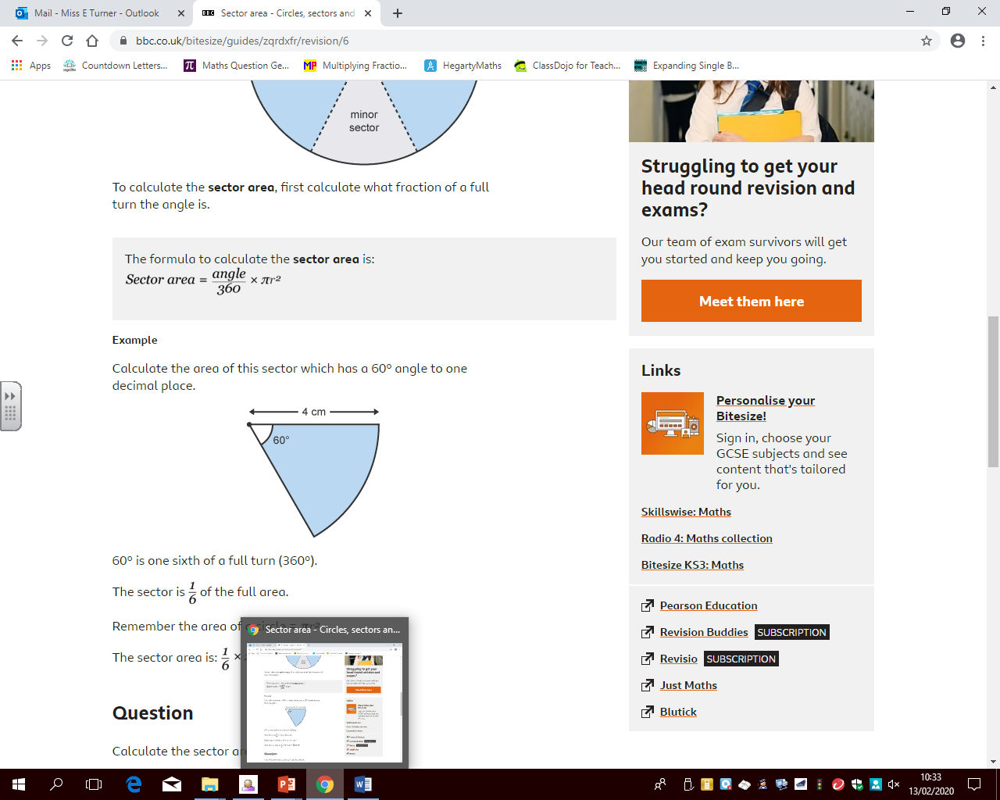 Mail - Miss E Turner - Outlook
Sector area - Circles, sectors and
bbc.co.uk/bitesize/guides/zqrdxfr/revision/6
Apps
Countdown Letters...
Maths Question Ge...
Multiplying Fractio...
HegartyMaths
ClassDojo for Teach...
Expanding Single B...
minor
sector
To calculate the sector area, first calculate what fraction of a full
turn the angle is.
The formula to calculate the sector area is:
Sector area = angle/360 × πr²
Example
Calculate the area of this sector which has a 60° angle to one
decimal place.
4 cm
60°
60° is one sixth of a full turn (360°).
The sector is 1/6 of the full area.
Remember the area of a circle = πr²
The sector area is: 1/6 ×
Question
Calculate the sector
Sector area - Circles, sectors an...
Struggling to get your
head round revision and
exams?
Our team of exam survivors will get
you started and keep you going.
Meet them here
Links
Personalise your
Bitesize!
Sign in, choose your
GCSE subjects and see
content that's tailored
for you.
Skillswise: Maths
Radio 4: Maths collection
Bitesize KS3: Maths
Pearson Education
Revision Buddies SUBSCRIPTION
Revisio SUBSCRIPTION
Just Maths
Blutick
10:33
13/02/2020